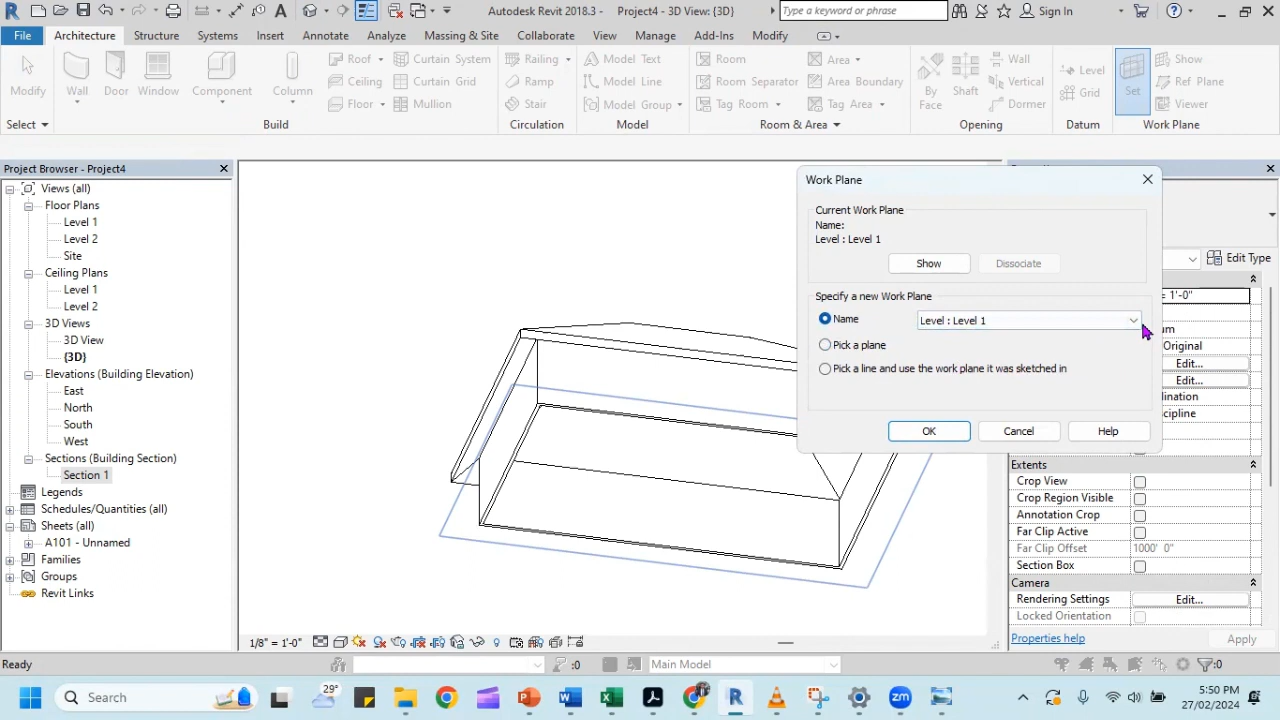 Autodesk Revit 2018.3 - Project4 - 3D View: {3D}
Type a keyword or phrase
Sign In
File Architecture Structure Systems Insert Annotate Analyze Massing & Site Collaborate View Manage Add-Ins Modify
Modify
Wall
Door
Window
Component
Column
Roof
Ceiling
Floor
Curtain System
Curtain Grid
Mullion
Railing
Ramp
Stair
Model Text
Model Line
Model Group
Room
Room Separator
Tag Room
Area
Area Boundary
Tag Area
By
Face
Shaft
Wall
Vertical
Dormer
Level
Grid
Set
Show
Ref Plane
Viewer
Select
Build
Circulation
Model
Room & Area
Opening
Datum
Work Plane
Project Browser - Project4
Views (all)
Floor Plans
Level 1
Level 2
Site
Ceiling Plans
Level 1
Level 2
3D Views
3D View
{3D}
Elevations (Building Elevation)
East
North
South
West
Sections (Building Section)
Section 1
Legends
Schedules/Quantities (all)
Sheets (all)
A101 - Unnamed
Families
Groups
Revit Links
Work Plane
Current Work Plane
Name:
Level : Level 1
Show
Dissociate
Specify a new Work Plane
Name
Level : Level 1
Pick a plane
Pick a line and use the work plane it was sketched in
OK
Cancel
Help
Edit Type
= 1'-0"
Original
Edit...
Edit...
Extents
Crop View
Crop Region Visible
Annotation Crop
Far Clip Active
Far Clip Offset
1000' 0"
Section Box
Camera
Rendering Settings
Edit...
Locked Orientation
Properties help
Apply
1/8" = 1'-0"
Ready
:0
Main Model
:0
Search
29°
zm
5:50 PM
27/02/2024